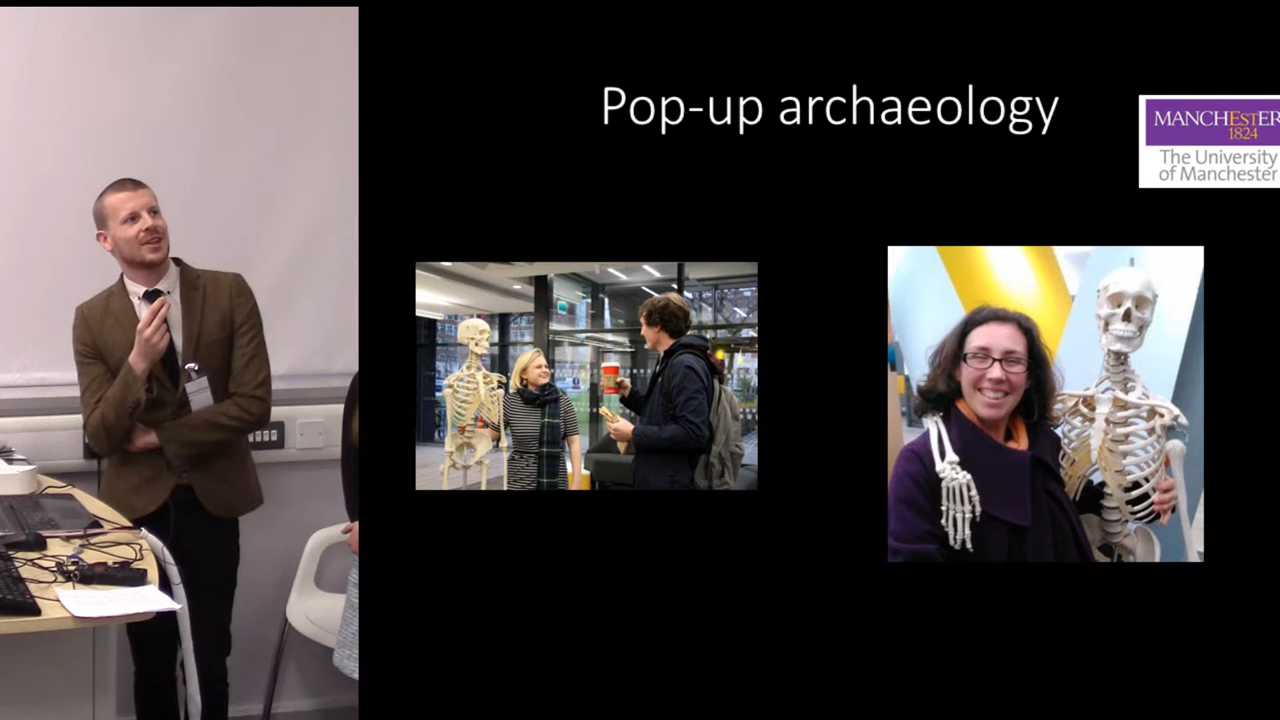 Pop-up archaeology
MANCHESTER
1824
The University
of Manchester